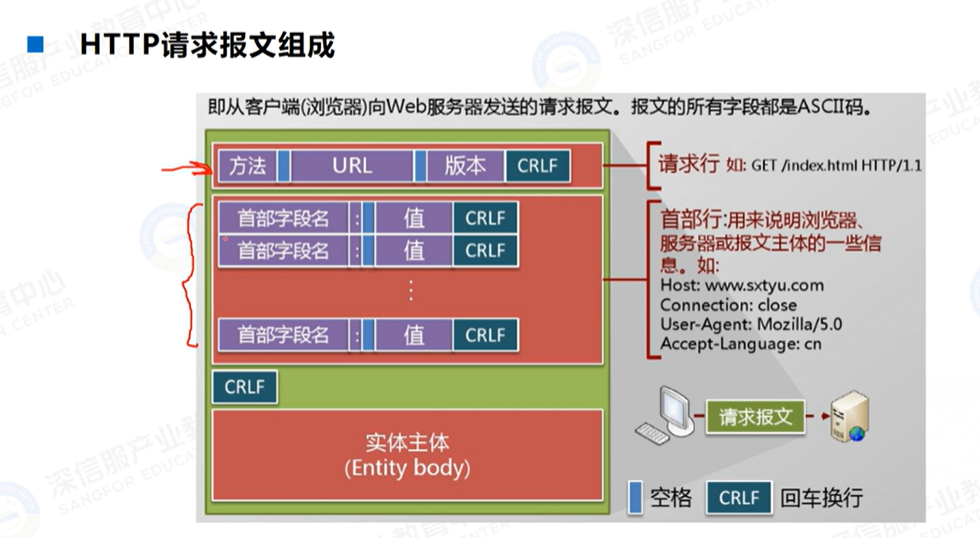 HTTP请求报文组成
即从客户端(浏览器)向Web服务器发送的请求报文。报文的所有字段都是ASCII码。
方法 URL 版本 CRLF
请求行 如: GET /index.html HTTP/1.1
首部字段名 : 值 CRLF
首部字段名 : 值 CRLF
⋮
首部字段名 : 值 CRLF
首部行:用来说明浏览器、
服务器或报文主体的一些信
息。如:
Host: www.sxtyu.com
Connection: close
User-Agent: Mozilla/5.0
Accept-Language: cn
CRLF
实体主体
(Entity body)
请求报文
空格 CRLF 回车换行
深信服产业教育中心
SANGFOR EDUCATION CENTER